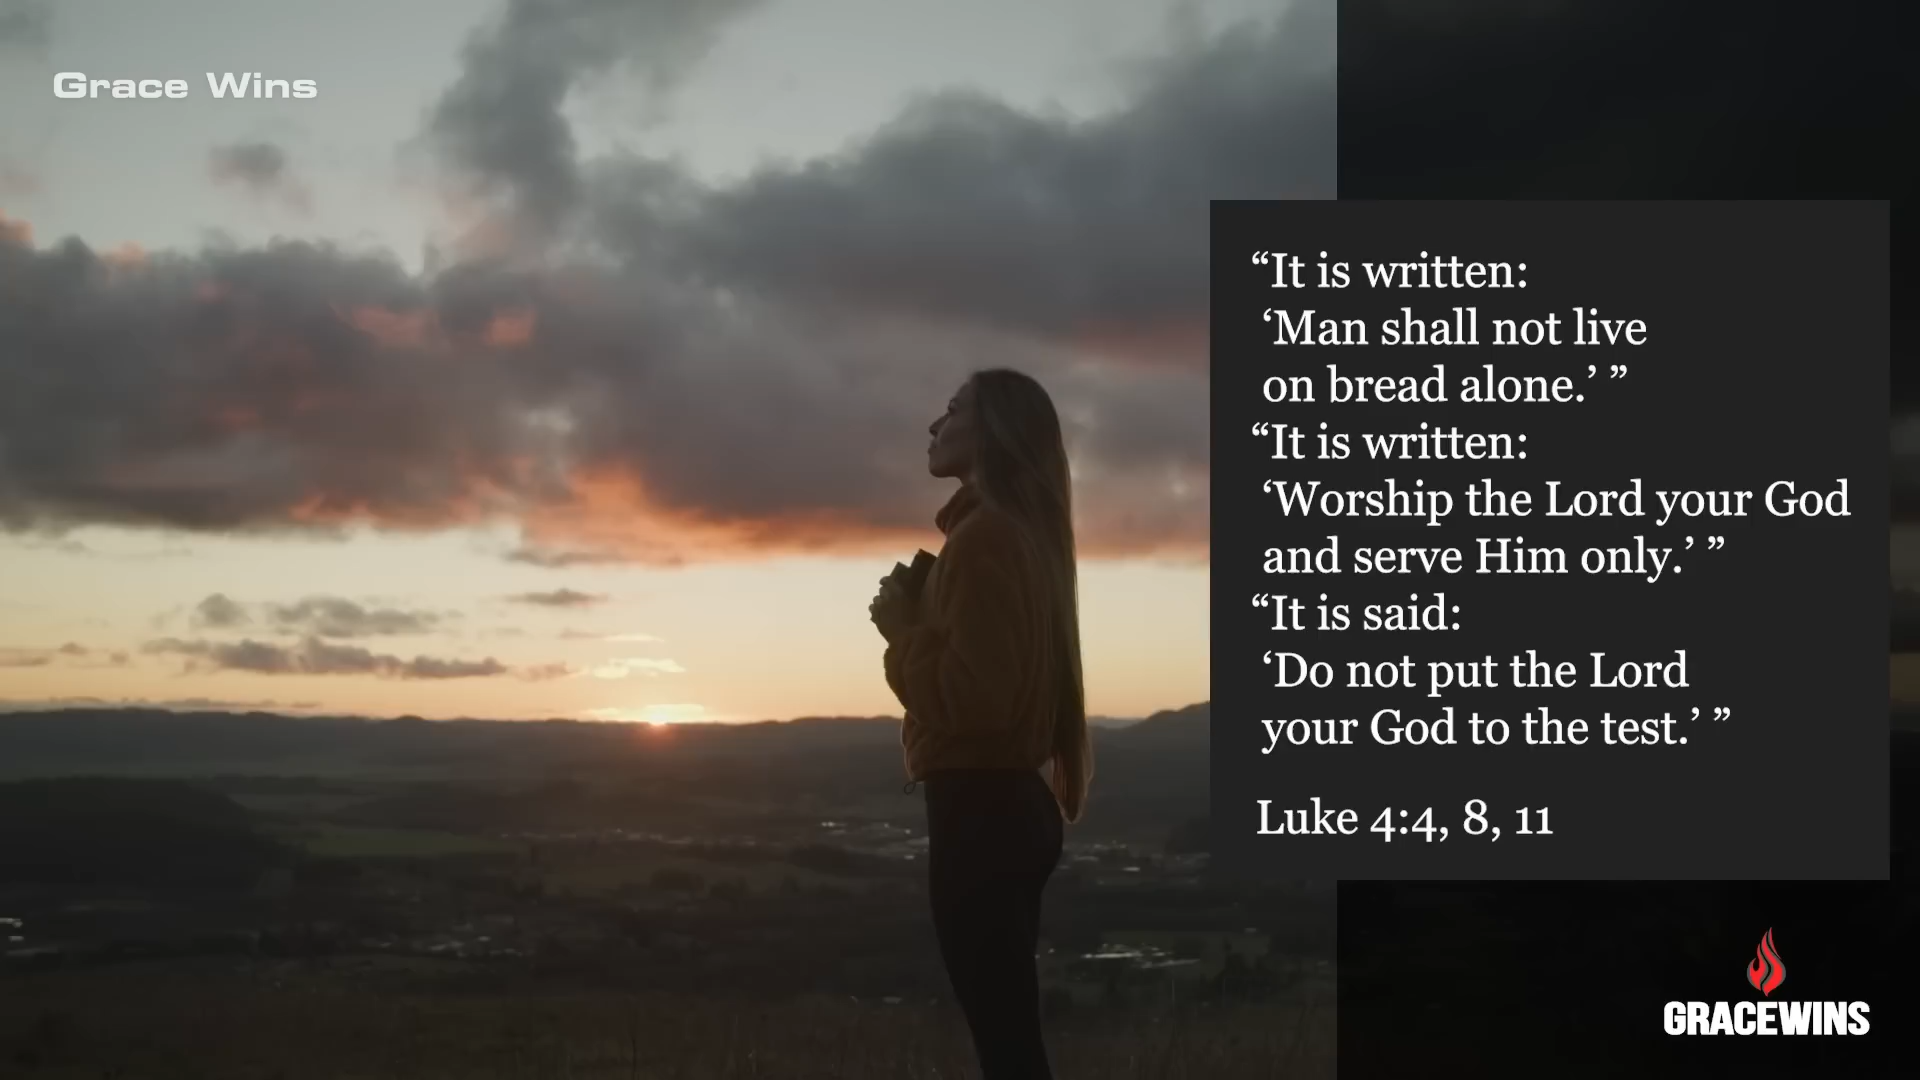 Grace Wins
“It is written:
‘Man shall not live
on bread alone.’ ”
“It is written:
‘Worship the Lord your God
and serve Him only.’ ”
“It is said:
‘Do not put the Lord
your God to the test.’ ”
Luke 4:4, 8, 11
GRACEWINS